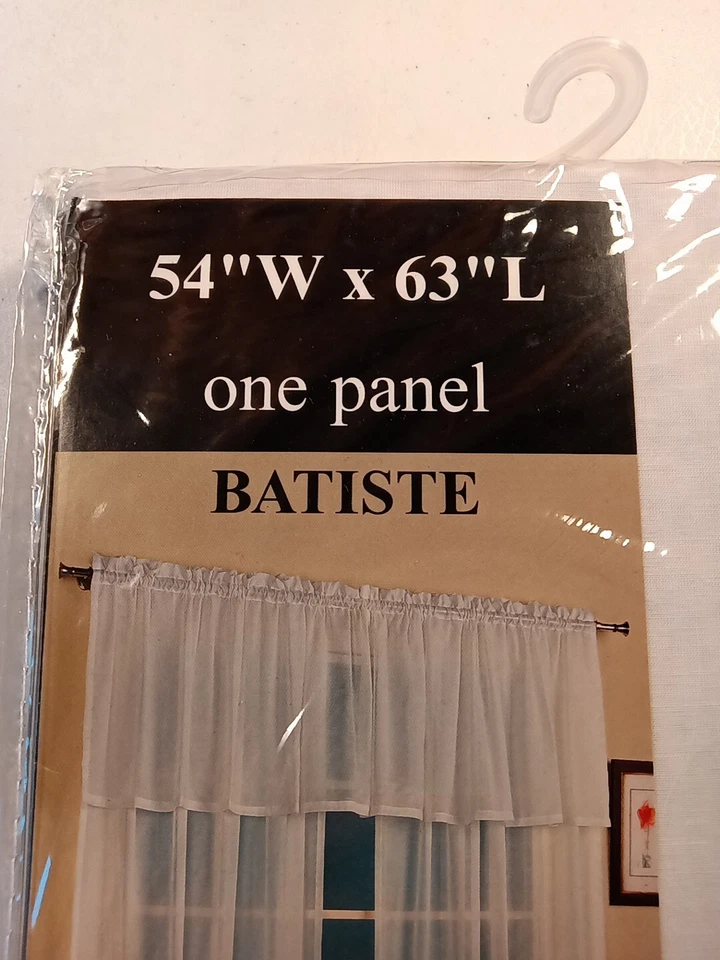 54"W x 63"L
one panel
BATISTE